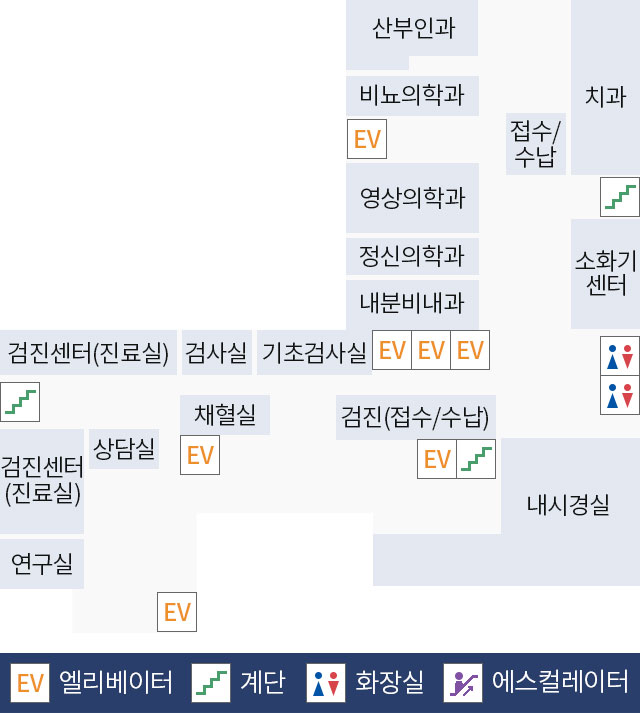 산부인과
비뇨의학과
치과
EV
접수/
수납
영상의학과
정신의학과
소화기
센터
내분비내과
검진센터(진료실)
검사실
기초검사실
EV
EV
EV
채혈실
검진(접수/수납)
EV
EV
상담실
검진센터
(진료실)
내시경실
연구실
EV
EV 엘리베이터
계단
화장실
에스컬레이터